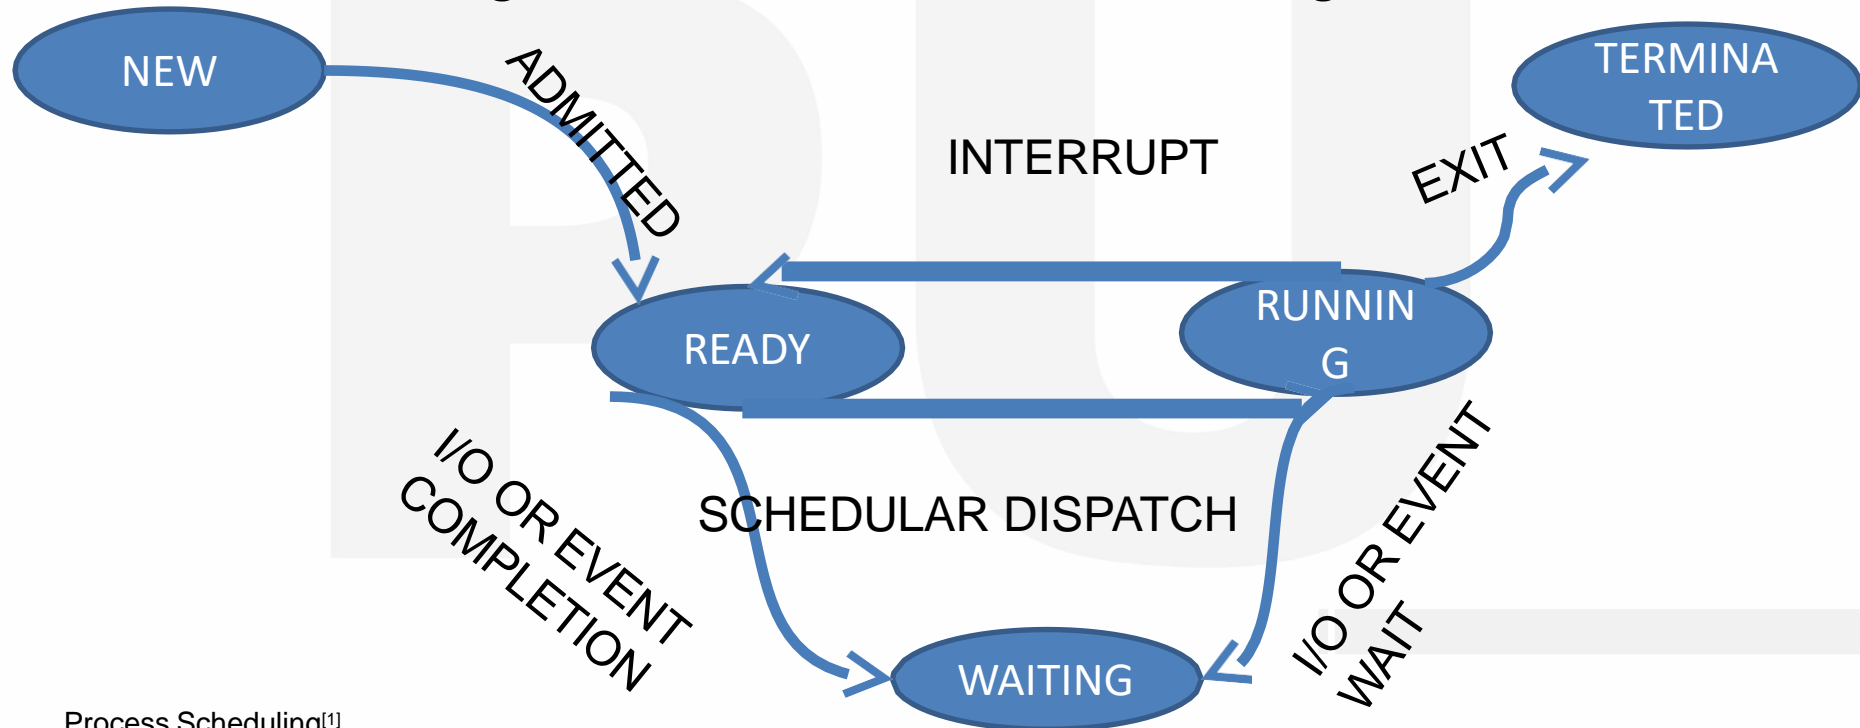 NEW
ADMITTED
INTERRUPT
EXIT
TERMINA
TED
READY
RUNNIN
G
I/O OR EVENT
COMPLETION
SCHEDULAR DISPATCH
I/O OR EVENT
WAIT
WAITING
Process Scheduling[1]